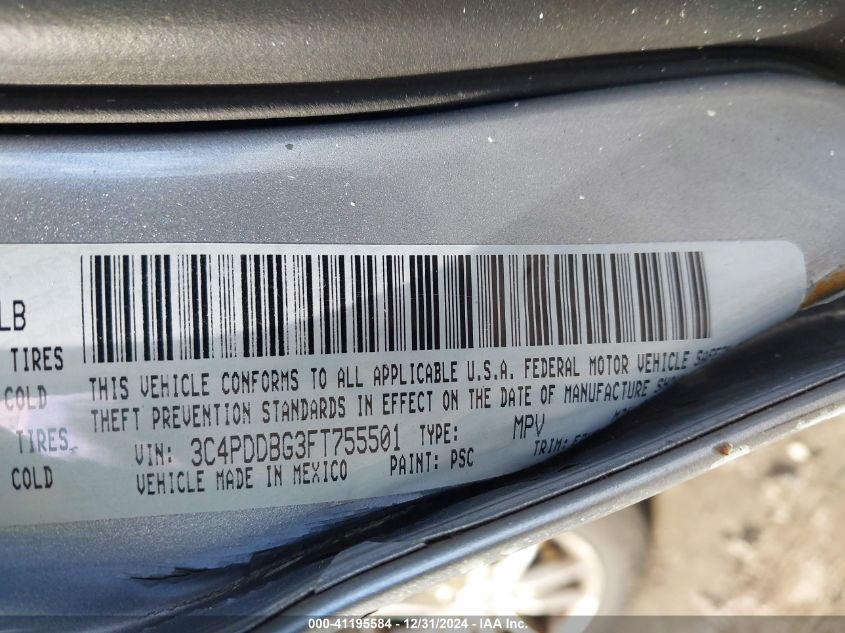 LB
TIRES
COLD
TIRES
COLD
THIS VEHICLE CONFORMS TO ALL APPLICABLE U.S.A. FEDERAL MOTOR VEHICLE
THEFT PREVENTION STANDARDS IN EFFECT ON THE DATE OF MANUFACTURE
VIN: 3C4PDDBG3FT755501 TYPE: MPV
VEHICLE MADE IN MEXICO PAINT: PSC TRIM:
000-41195584 - 12/31/2024 - IAA Inc.